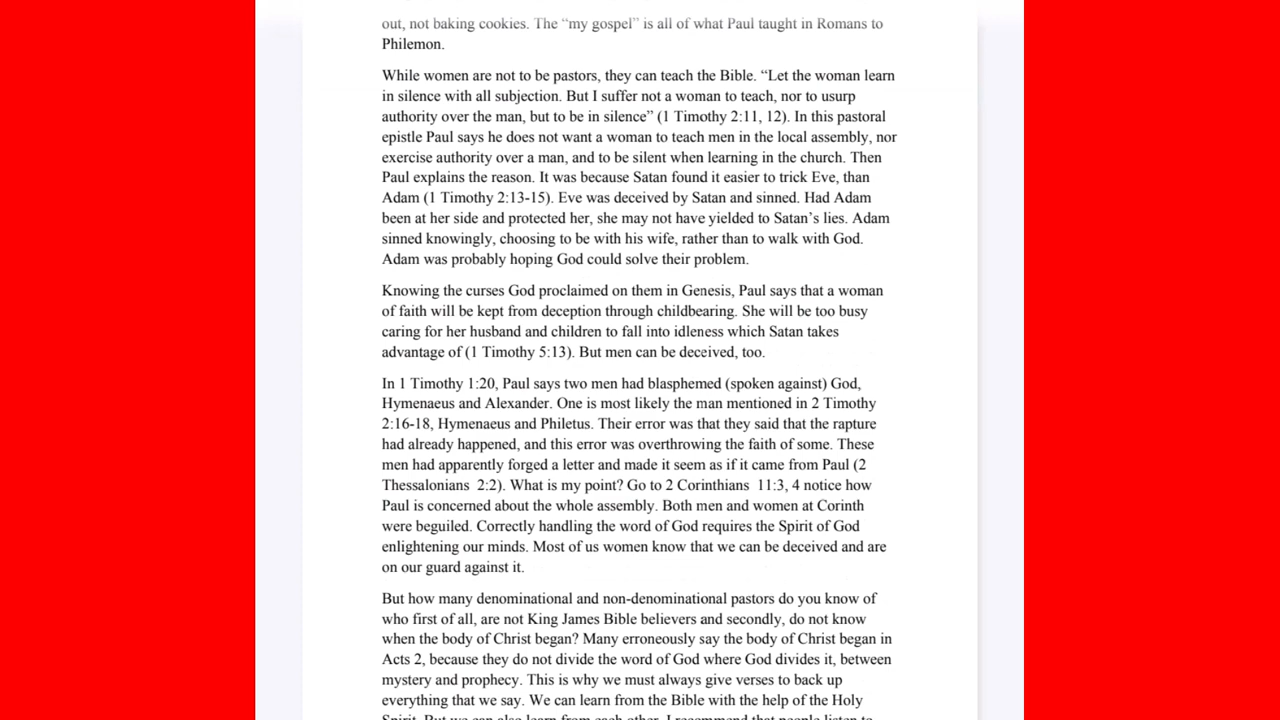 out, not baking cookies. The “my gospel” is all of what Paul taught in Romans to
Philemon.
While women are not to be pastors, they can teach the Bible. “Let the woman learn
in silence with all subjection. But I suffer not a woman to teach, nor to usurp
authority over the man, but to be in silence” (1 Timothy 2:11, 12). In this pastoral
epistle Paul says he does not want a woman to teach men in the local assembly, nor
exercise authority over a man, and to be silent when learning in the church. Then
Paul explains the reason. It was because Satan found it easier to trick Eve, than
Adam (1 Timothy 2:13-15). Eve was deceived by Satan and sinned. Had Adam
been at her side and protected her, she may not have yielded to Satan’s lies. Adam
sinned knowingly, choosing to be with his wife, rather than to walk with God.
Adam was probably hoping God could solve their problem.
Knowing the curses God proclaimed on them in Genesis, Paul says that a woman
of faith will be kept from deception through childbearing. She will be too busy
caring for her husband and children to fall into idleness which Satan takes
advantage of (1 Timothy 5:13). But men can be deceived, too.
In 1 Timothy 1:20, Paul says two men had blasphemed (spoken against) God,
Hymenaeus and Alexander. One is most likely the man mentioned in 2 Timothy
2:16-18, Hymenaeus and Philetus. Their error was that they said that the rapture
had already happened, and this error was overthrowing the faith of some. These
men had apparently forged a letter and made it seem as if it came from Paul (2
Thessalonians 2:2). What is my point? Go to 2 Corinthians 11:3, 4 notice how
Paul is concerned about the whole assembly. Both men and women at Corinth
were beguiled. Correctly handling the word of God requires the Spirit of God
enlightening our minds. Most of us women know that we can be deceived and are
on our guard against it.
But how many denominational and non-denominational pastors do you know of
who first of all, are not King James Bible believers and secondly, do not know
when the body of Christ began? Many erroneously say the body of Christ began in
Acts 2, because they do not divide the word of God where God divides it, between
mystery and prophecy. This is why we must always give verses to back up
everything that we say. We can learn from the Bible with the help of the Holy
Spirit. But we can also learn from each other. I recommend that people listen to